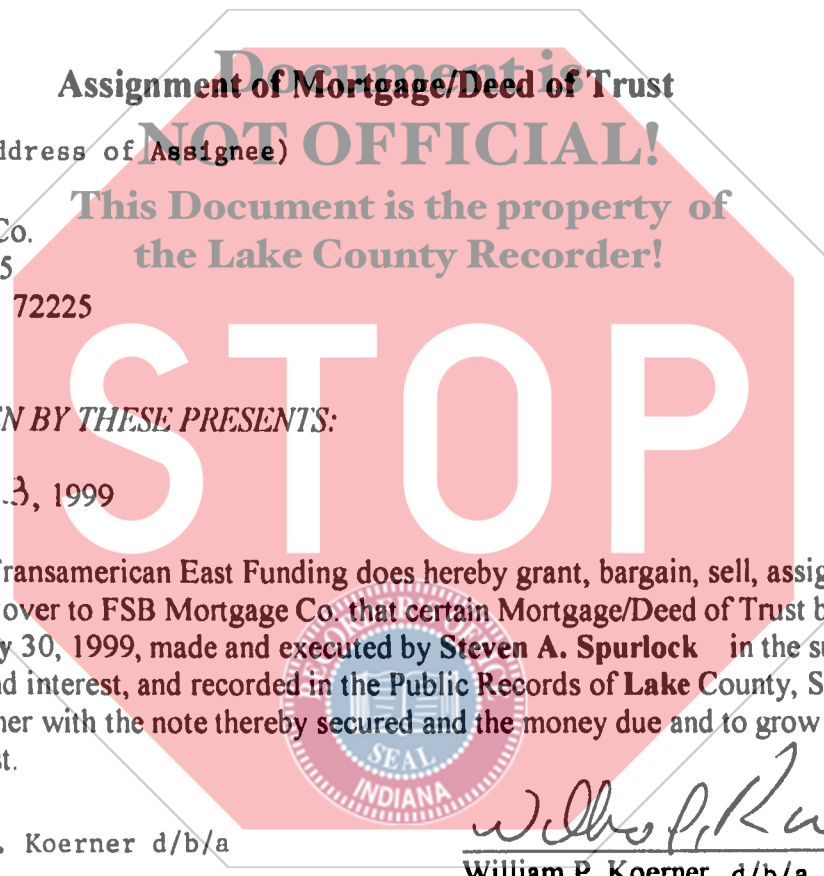 Document is
Assignment of Mortgage/Deed of Trust
NOT OFFICIAL!
ddress of Assignee)
This Document is the property of
Co.
the Lake County Recorder!
5
72225
STOP
N BY THESE PRESENTS:
3, 1999
Transamerican East Funding does hereby grant, bargain, sell, assig
over to FSB Mortgage Co. that certain Mortgage/Deed of Trust b
y 30, 1999, made and executed by Steven A. Spurlock in the su
nd interest, and recorded in the Public Records of Lake County, S
her with the note thereby secured and the money due and to grow
st.
SEAL
INDIANA
. Koerner d/b/a
William P. Koerner d/b/a